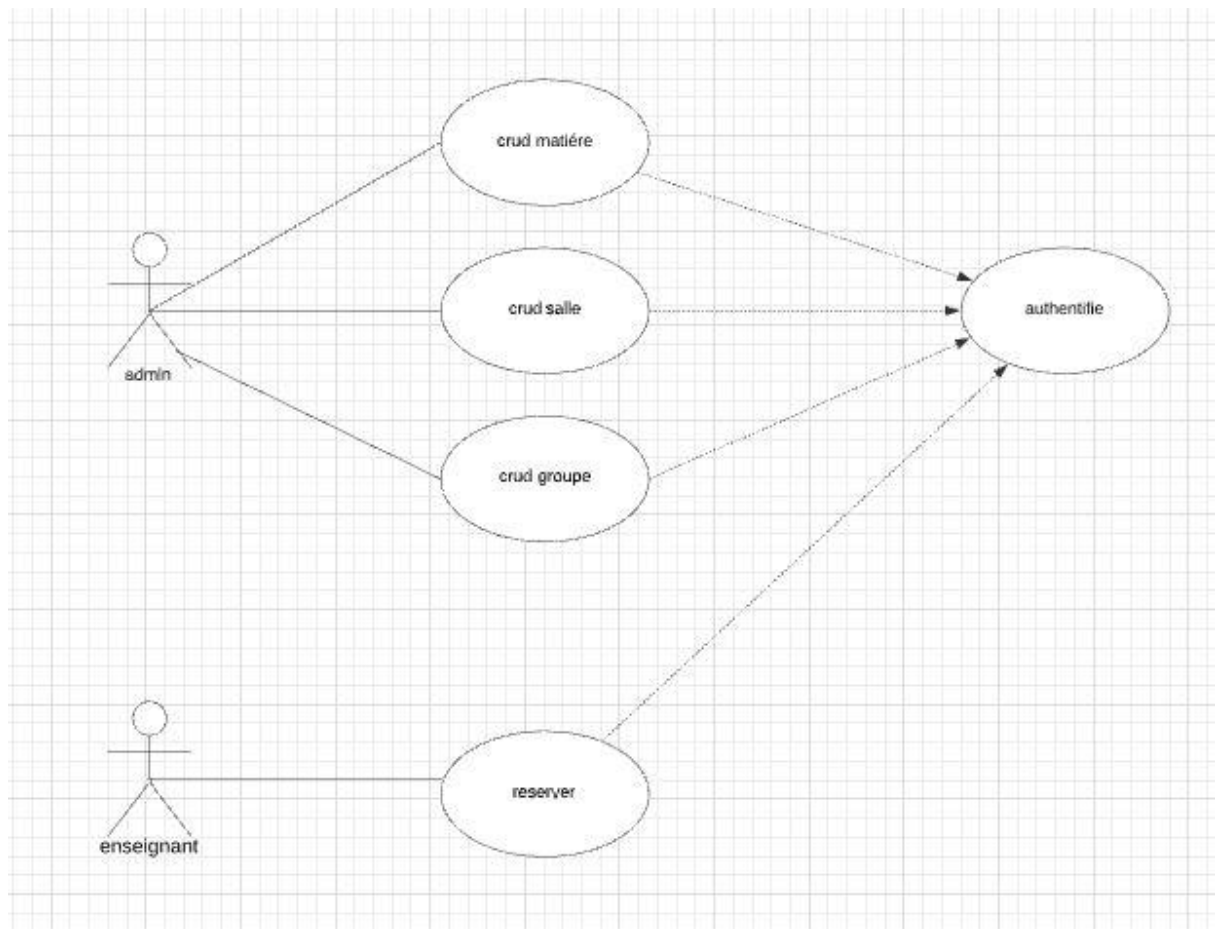 crud matiére
crud salle
authentifie
admin
crud groupe
reserver
enseignant